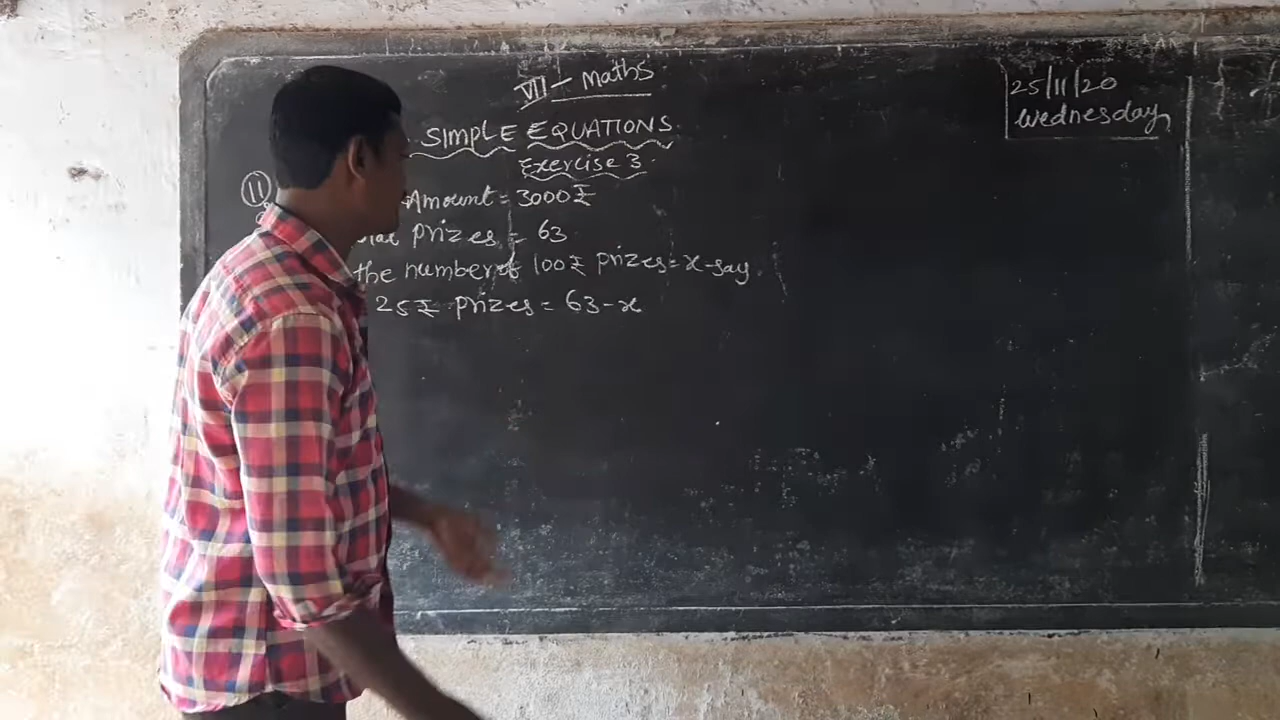 VII - Maths
25/11/20
Wednesday
SIMPLE EQUATIONS
Exercise 3.
11 Amount = 3000₹
prizes = 63
the number of 100₹ prizes = x-say.
25₹ prizes = 63-x